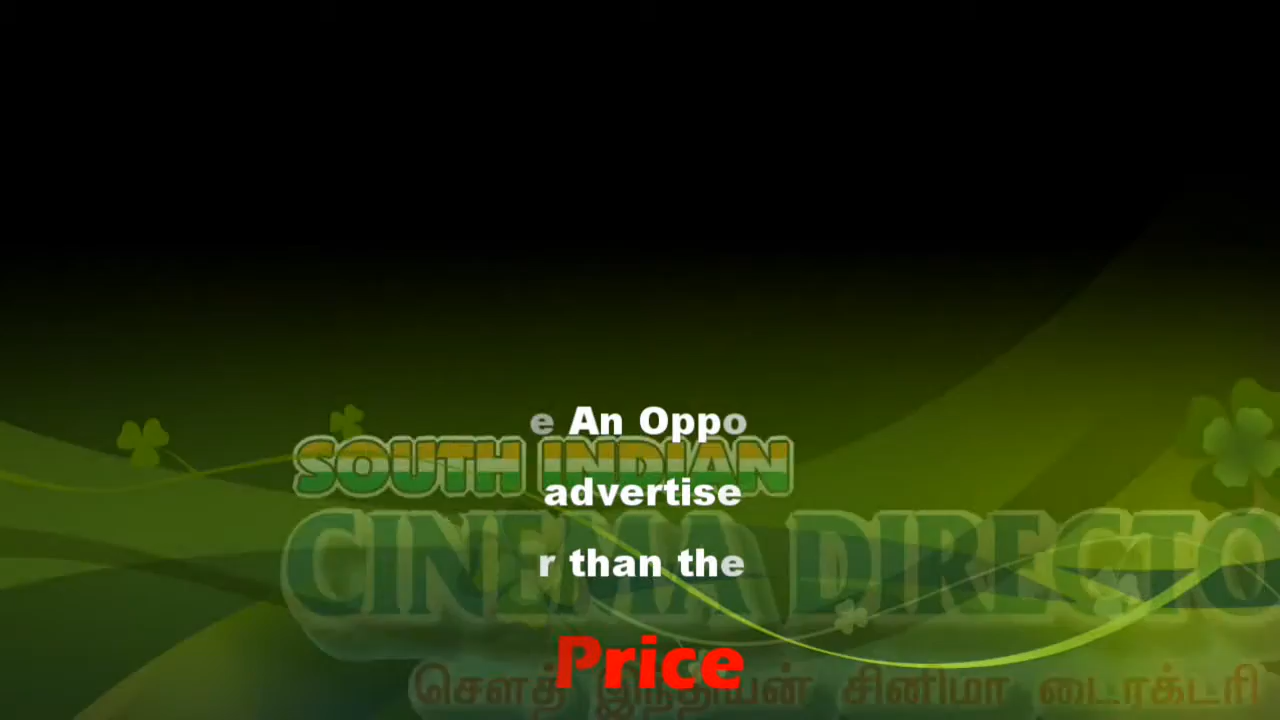 e An Oppo
SOUTH INDIAN
advertise
r than the
CINEMA DIRECTO
Price
சௌத் இந்தியன் சினிமா டைரக்டரி